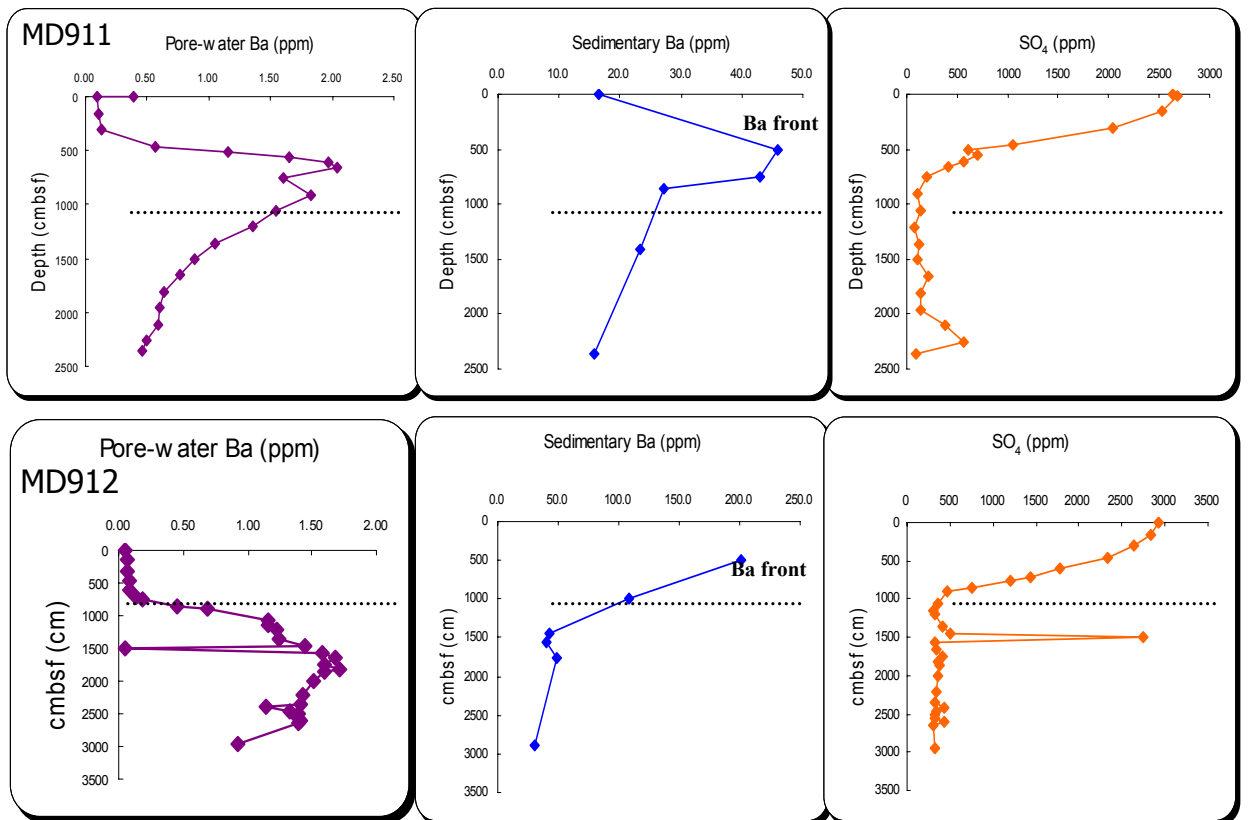 MD911
Pore-water Ba (ppm)
0.00 0.50 1.00 1.50 2.00 2.50
0
500
1000
1500
2000
2500
Depth (cmbsf)
Sedimentary Ba (ppm)
0.0 10.0 20.0 30.0 40.0 50.0
0
500
1000
1500
2000
2500
Depth (cmbsf)
Ba front
SO4 (ppm)
0 500 1000 1500 2000 2500 3000
0
500
1000
1500
2000
2500
Depth (cmbsf)
Pore-water Ba (ppm)
MD912
0.00 0.50 1.00 1.50 2.00
0
500
1000
1500
2000
2500
3000
3500
cmbsf (cm)
Sedimentary Ba (ppm)
0.0 50.0 100.0 150.0 200.0 250.0
0
500
1000
1500
2000
2500
3000
3500
cmbsf (cm)
Ba front
SO4 (ppm)
0 500 1000 1500 2000 2500 3000 3500
0
500
1000
1500
2000
2500
3000
3500
cmbsf (cm)